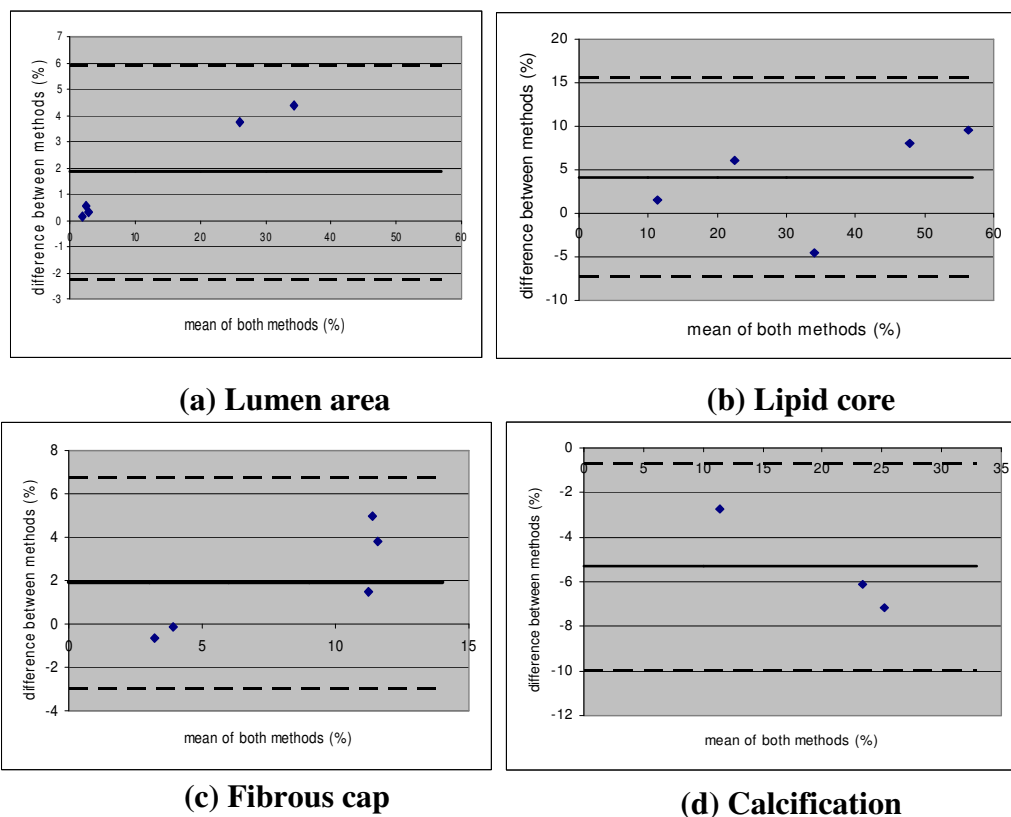 7
6
5
4
3
2
1
0
-1
-2
-3
0 10 20 30 40 50 60
difference between methods (%)
mean of both methods (%)
(a) Lumen area
20
15
10
5
0
-5
-10
0 10 20 30 40 50 60
difference between methods (%)
mean of both methods (%)
(b) Lipid core
8
6
4
2
0
-2
-4
0 5 10 15
difference between methods (%)
mean of both methods (%)
(c) Fibrous cap
0
-2
-4
-6
-8
-10
-12
0 5 10 15 20 25 30 35
difference between methods (%)
mean of both methods (%)
(d) Calcification